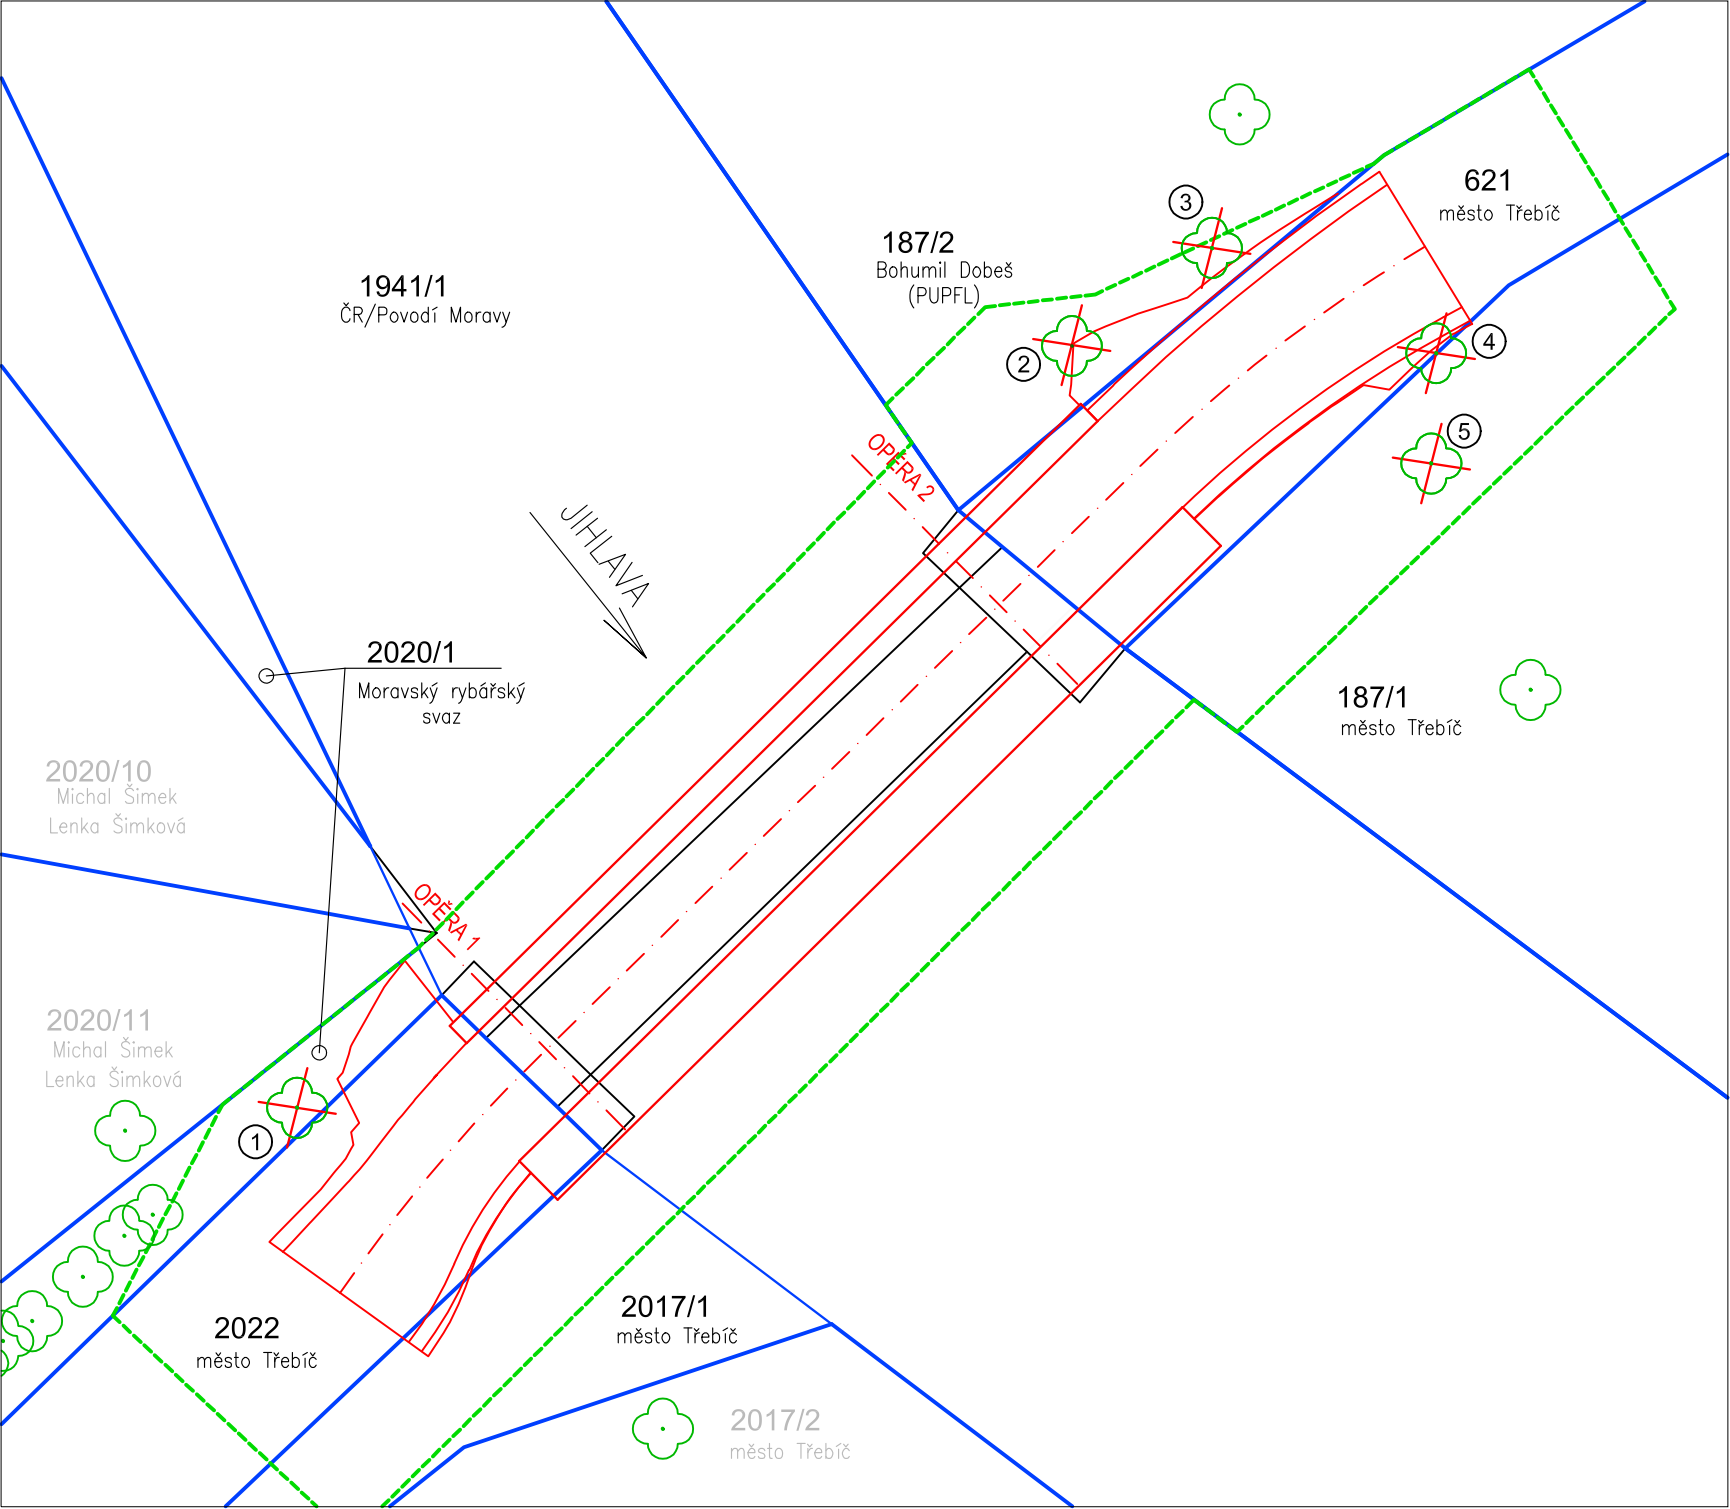 621
město Třebíč
3
187/2
Bohumil Dobeš
(PUPFL)
1941/1
ČR/Povodí Moravy
2
4
5
OPĚRA 2
JIHLAVA
2020/1
Moravský rybářský
svaz
187/1
město Třebíč
2020/10
Michal Šimek
Lenka Šimková
OPĚRA 1
2020/11
Michal Šimek
Lenka Šimková
1
2022
město Třebíč
2017/1
město Třebíč
2017/2
město Třebíč